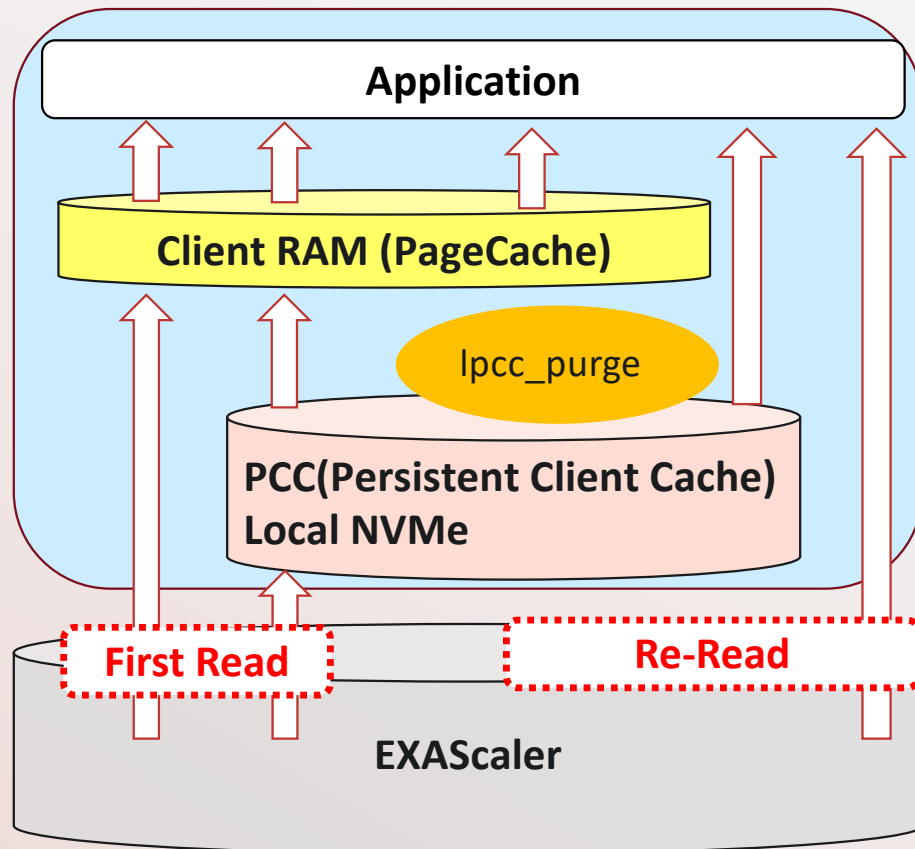 Application
Client RAM (PageCache)
lpcc_purge
PCC(Persistent Client Cache)
Local NVMe
First Read
Re-Read
EXAScaler